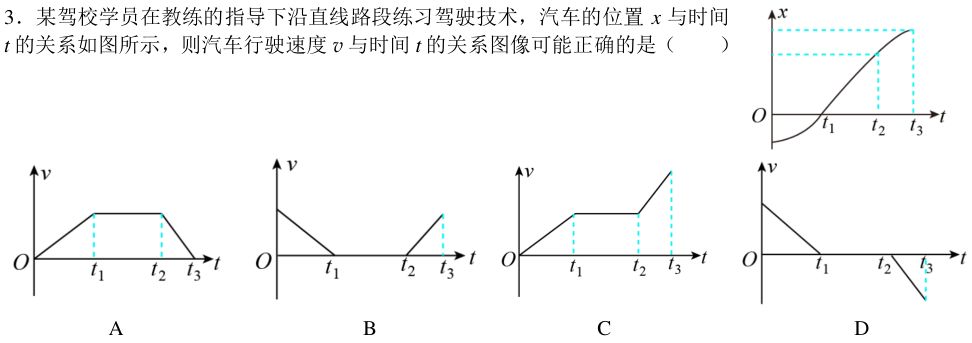 3．某驾校学员在教练的指导下沿直线路段练习驾驶技术，汽车的位置 x 与时间
t 的关系如图所示，则汽车行驶速度 v 与时间 t 的关系图像可能正确的是（　　）
x
O t₁ t₂ t₃ t
v
O t₁ t₂ t₃ t
A
v
O t₁ t₂ t₃ t
B
v
O t₁ t₂ t₃ t
C
v
O t₁ t₂ t₃ t
D